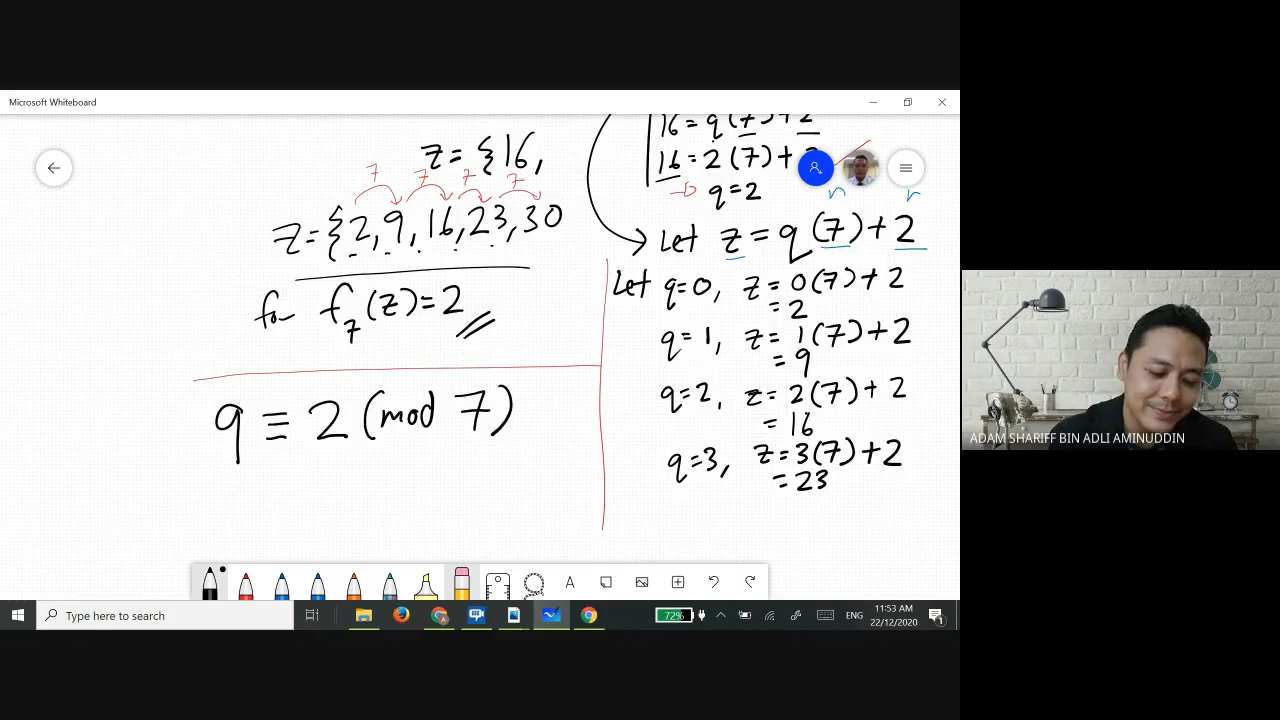 Microsoft Whiteboard
z = {16,
7 7 7 7
z = {2, 9, 16, 23, 30
for f₇(z) = 2
9 ≡ 2 (mod 7)
16 = q(7) + 2
16 = 2(7) +
q = 2
n r
Let z = q(7) + 2
Let q = 0, z = 0(7) + 2
= 2
q = 1, z = 1(7) + 2
= 9
q = 2, z = 2(7) + 2
= 16
q = 3, z = 3(7) + 2
= 23
ADAM SHARIFF BIN ADLI AMINUDDIN
A
Type here to search
72%
ENG
11:53 AM
22/12/2020
1